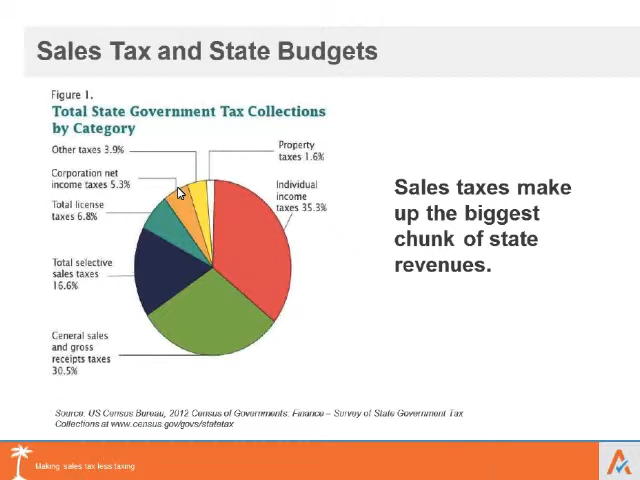 Sales Tax and State Budgets
Figure 1.
Total State Government Tax Collections
by Category
Other taxes 3.9%
Property
taxes 1.6%
Corporation net
income taxes 5.3%
Individual
income
taxes 35.3%
Total license
taxes 6.8%
Total selective
sales taxes
16.6%
General sales
and gross
receipts taxes
30.5%
Sales taxes make
up the biggest
chunk of state
revenues.
Source: US Census Bureau, 2012 Census of Governments: Finance – Survey of State Government Tax
Collections at www.census.gov/govs/statetax
Making sales tax less taxing